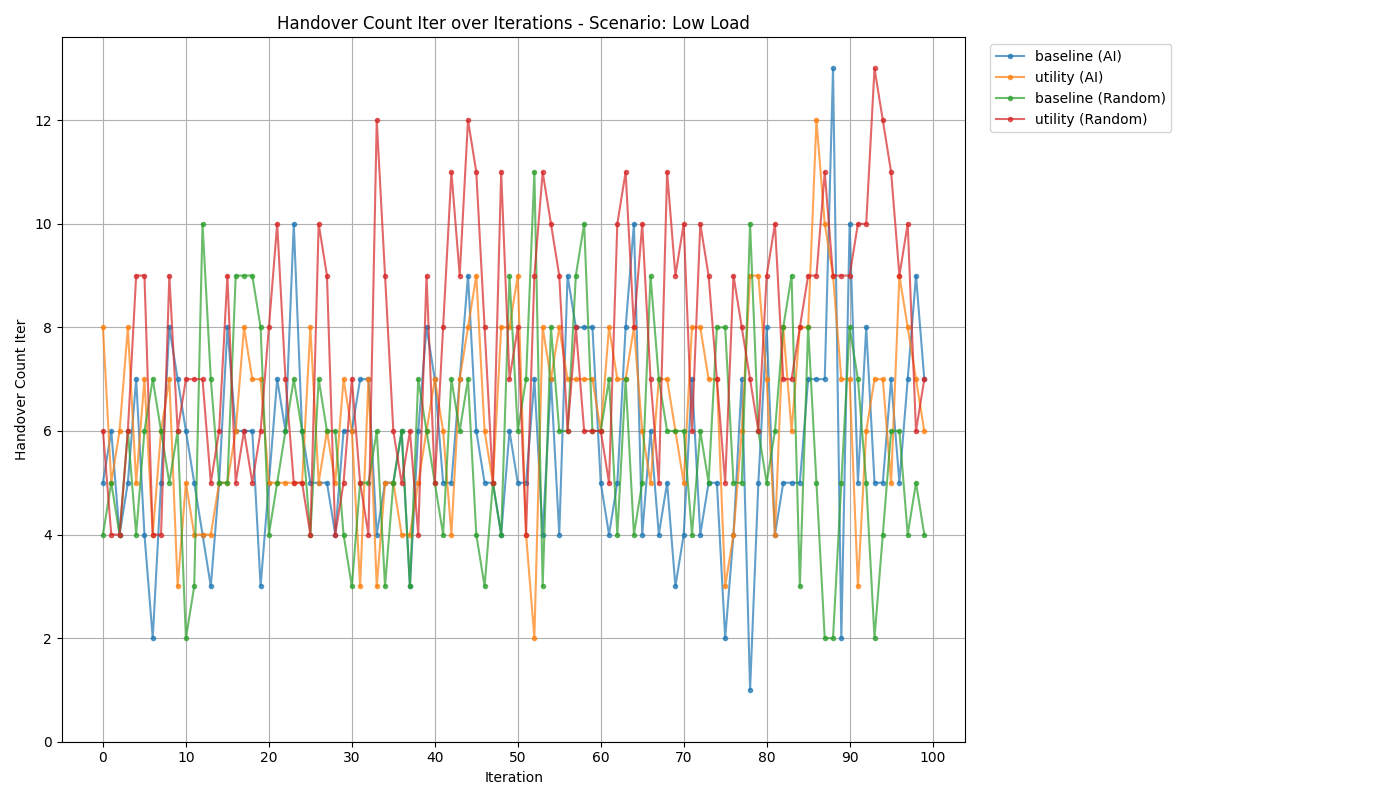 Handover Count Iter over Iterations - Scenario: Low Load
baseline (AI)
utility (AI)
baseline (Random)
utility (Random)
Handover Count Iter
12
10
8
6
4
2
0
0 10 20 30 40 50 60 70 80 90 100
Iteration